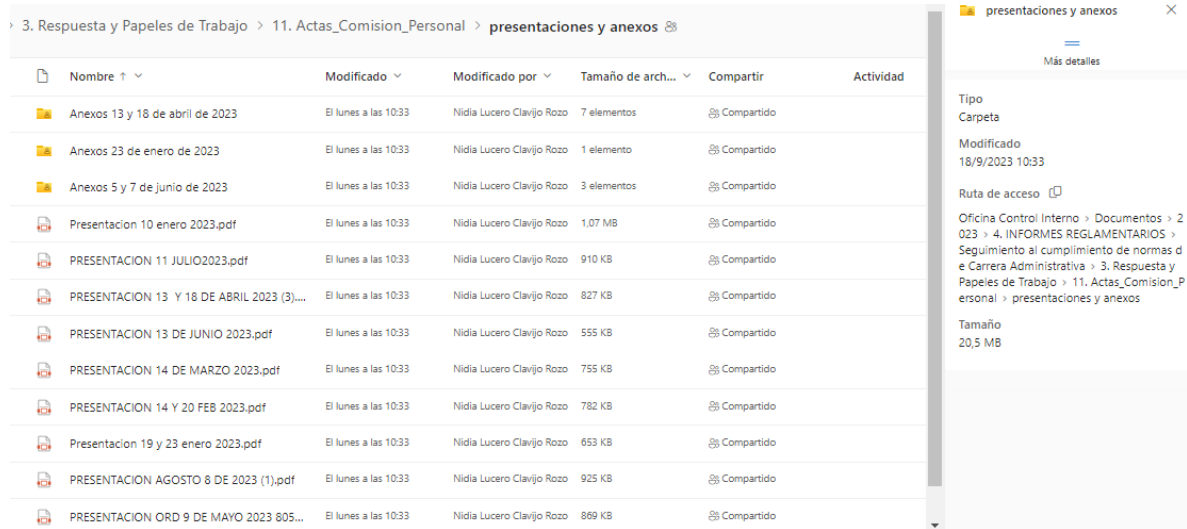 3. Respuesta y Papeles de Trabajo > 11. Actas_Comision_Personal > presentaciones y anexos
Nombre ↑ Modificado Modificado por Tamaño de arch... Compartir Actividad
Anexos 13 y 18 de abril de 2023 El lunes a las 10:33 Nidia Lucero Clavijo Rozo 7 elementos Compartido
Anexos 23 de enero de 2023 El lunes a las 10:33 Nidia Lucero Clavijo Rozo 1 elemento Compartido
Anexos 5 y 7 de junio de 2023 El lunes a las 10:33 Nidia Lucero Clavijo Rozo 3 elementos Compartido
Presentacion 10 enero 2023.pdf El lunes a las 10:33 Nidia Lucero Clavijo Rozo 1,07 MB Compartido
PRESENTACION 11 JULIO2023.pdf El lunes a las 10:33 Nidia Lucero Clavijo Rozo 910 KB Compartido
PRESENTACION 13 Y 18 DE ABRIL 2023 (3).... El lunes a las 10:33 Nidia Lucero Clavijo Rozo 827 KB Compartido
PRESENTACION 13 DE JUNIO 2023.pdf El lunes a las 10:33 Nidia Lucero Clavijo Rozo 555 KB Compartido
PRESENTACION 14 DE MARZO 2023.pdf El lunes a las 10:33 Nidia Lucero Clavijo Rozo 755 KB Compartido
PRESENTACION 14 Y 20 FEB 2023.pdf El lunes a las 10:33 Nidia Lucero Clavijo Rozo 782 KB Compartido
Presentacion 19 y 23 enero 2023.pdf El lunes a las 10:33 Nidia Lucero Clavijo Rozo 653 KB Compartido
PRESENTACION AGOSTO 8 DE 2023 (1).pdf El lunes a las 10:33 Nidia Lucero Clavijo Rozo 925 KB Compartido
PRESENTACION ORD 9 DE MAYO 2023 805... El lunes a las 10:33 Nidia Lucero Clavijo Rozo 869 KB Compartido
presentaciones y anexos
Más detalles
Tipo
Carpeta
Modificado
18/9/2023 10:33
Ruta de acceso
Oficina Control Interno > Documentos > 2
023 > 4. INFORMES REGLAMENTARIOS >
Seguimiento al cumplimiento de normas d
e Carrera Administrativa > 3. Respuesta y
Papeles de Trabajo > 11. Actas_Comision_P
ersonal > presentaciones y anexos
Tamaño
20,5 MB